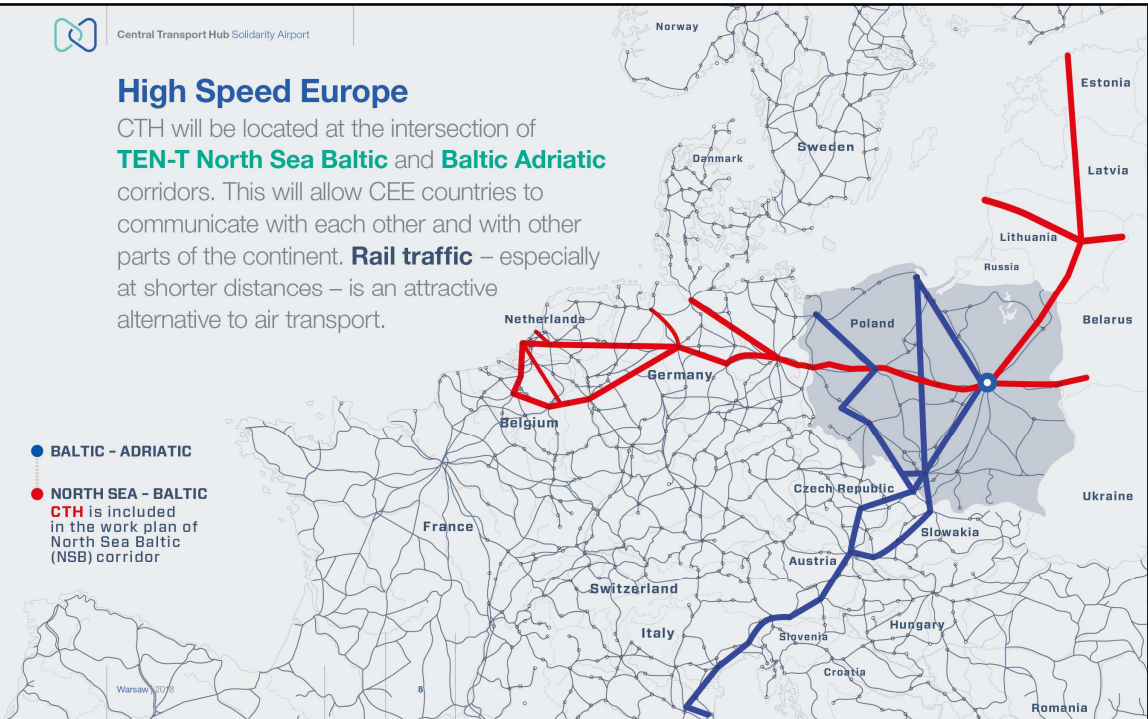 Central Transport Hub Solidarity Airport
High Speed Europe
CTH will be located at the intersection of
TEN-T North Sea Baltic and Baltic Adriatic
corridors. This will allow CEE countries to
communicate with each other and with other
parts of the continent. Rail traffic – especially
at shorter distances – is an attractive
alternative to air transport.
Norway
Estonia
Sweden
Danmark
Latvia
Lithuania
Russia
Netherlands
Poland
Belarus
Germany
Belgium
BALTIC - ADRIATIC
NORTH SEA - BALTIC
CTH is included
in the work plan of
North Sea Baltic
(NSB) corridor
Czech Republic
Ukraine
France
Slovakia
Austria
Switzerland
Hungary
Italy
Slovenia
Croatia
Romania
Warsaw 2018
8